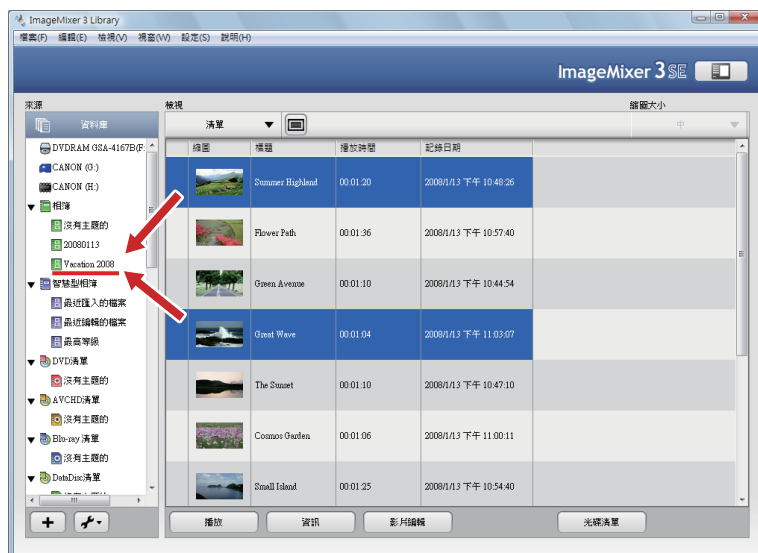 ImageMixer 3 Library
檔案(F) 編輯(E) 檢視(V) 視窗(W) 設定(S) 說明(H)
ImageMixer 3 SE
來源 檢視 縮圖大小
資料庫 清單 中
縮圖 標題 播放時間 記錄日期
DVDRAM GSA-4167B(F:
CANON (G:)
CANON (H:)
相簿
沒有主題的
20080113
Vacation 2008
智慧型相簿
最近匯入的檔案
最近編輯的檔案
最高等級
DVD清單
沒有主題的
AVCHD清單
沒有主題的
Blu-ray 清單
沒有主題的
DataDisc清單
Summer Highland 00:01:20 2008/1/13 下午 10:48:26
Flower Path 00:01:36 2008/1/13 下午 10:57:40
Green Avenue 00:01:10 2008/1/13 下午 10:44:54
Great Wave 00:01:04 2008/1/13 下午 11:03:07
The Sunset 00:01:10 2008/1/13 下午 10:47:10
Cosmos Garden 00:01:06 2008/1/13 下午 11:00:11
Small Island 00:01:25 2008/1/13 下午 10:54:40
播放 資訊 影片編輯 光碟清單